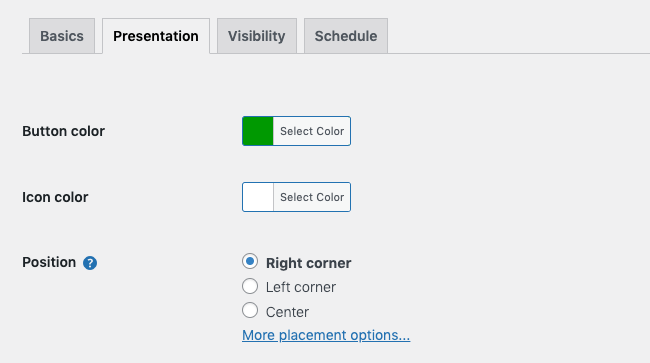 Basics Presentation Visibility Schedule
Button color Select Color
Icon color Select Color
Position ? Right corner
Left corner
Center
More placement options...